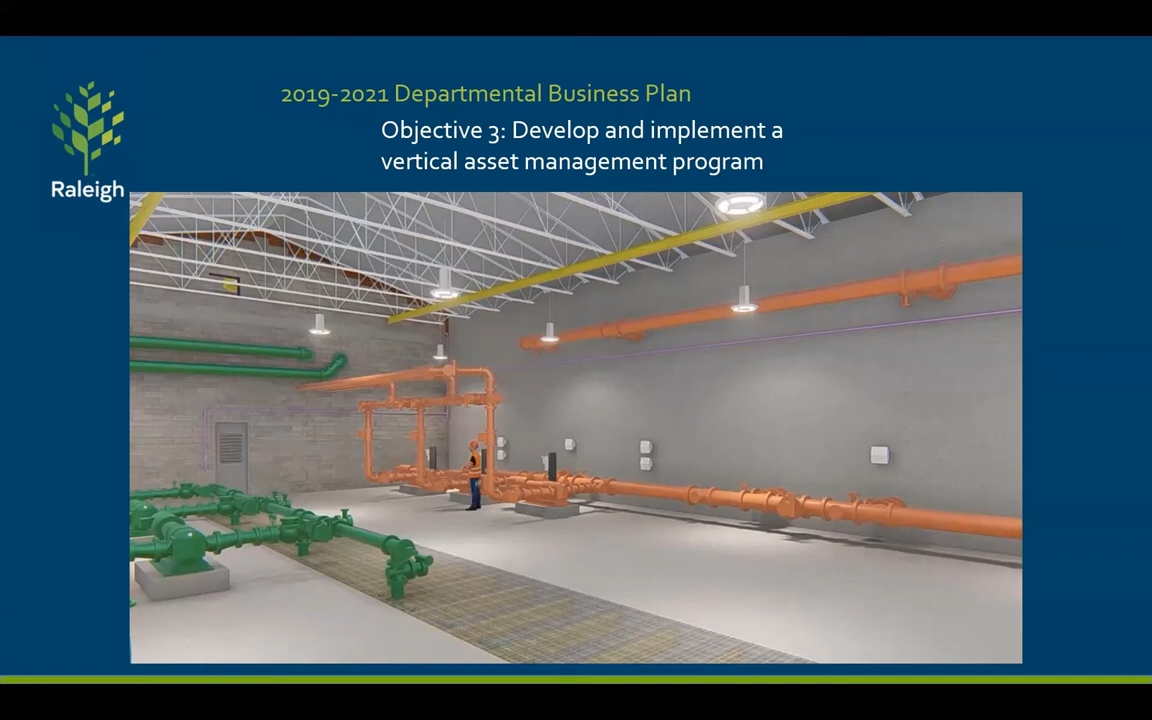 2019-2021 Departmental Business Plan
Objective 3: Develop and implement a
vertical asset management program
Raleigh